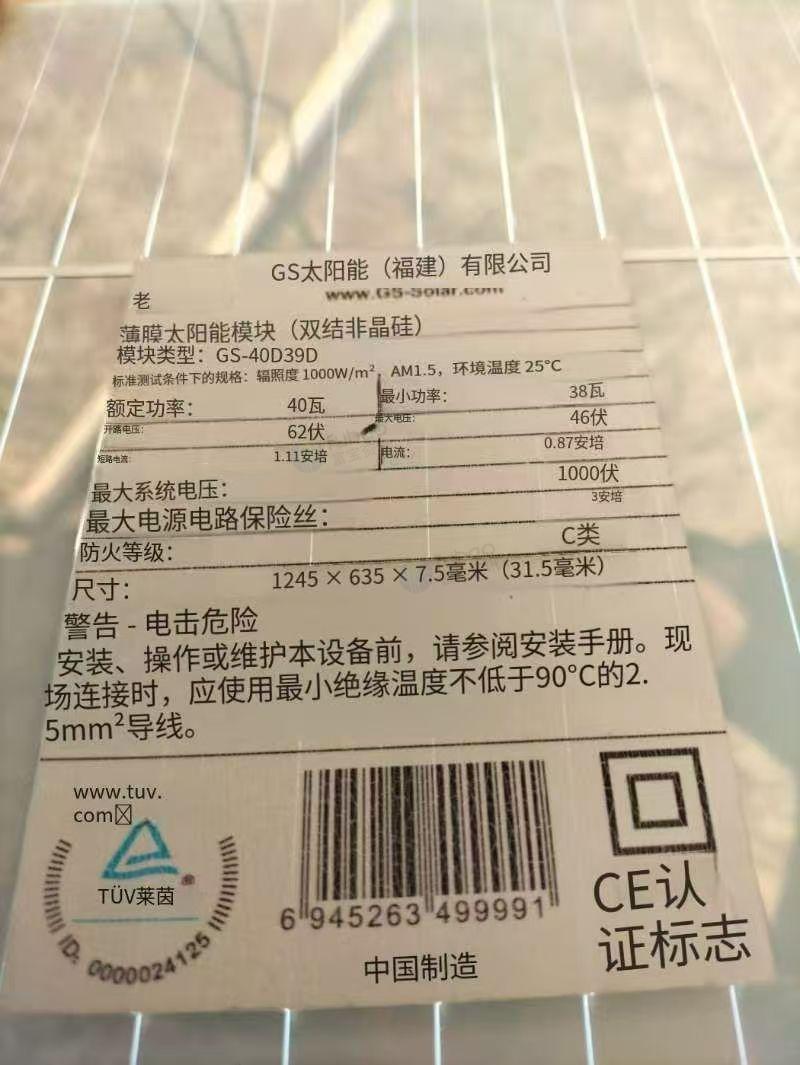 GS太阳能（福建）有限公司
www.GS-Solar.com
老
薄膜太阳能模块（双结非晶硅）
模块类型：GS-40D39D
标准测试条件下的规格：辐照度 1000W/m²，AM1.5，环境温度 25°C
额定功率： 40瓦 最小功率： 38瓦
开路电压： 62伏 最大电压： 46伏
短路电流： 1.11安培 电流： 0.87安培
最大系统电压： 1000伏
最大电源电路保险丝： 3安培
防火等级： C类
尺寸： 1245 × 635 × 7.5毫米（31.5毫米）
警告 - 电击危险
安装、操作或维护本设备前，请参阅安装手册。现
场连接时，应使用最小绝缘温度不低于90°C的2.
5mm²导线。
www.tuv.
com
TÜV莱茵
ID: 0000024125
6 945263 499991
中国制造
CE认
证标志